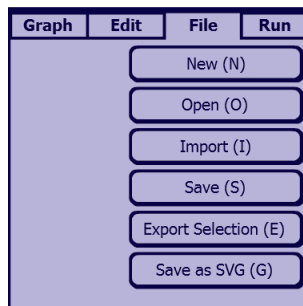 Graph Edit File Run
New (N)
Open (O)
Import (I)
Save (S)
Export Selection (E)
Save as SVG (G)